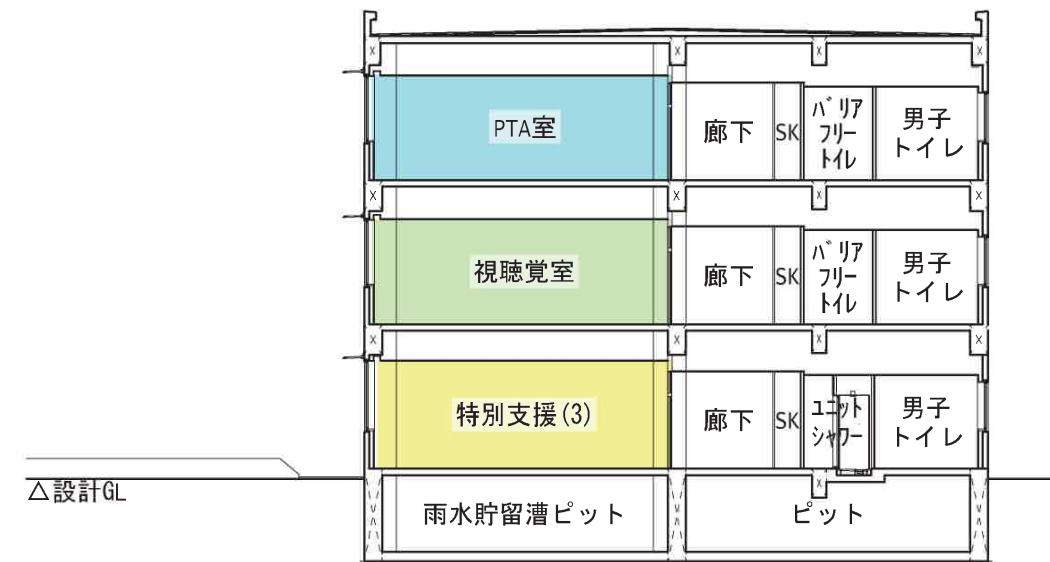 PTA室
廊下
SK
バリア
フリー
トイレ
男子
トイレ
視聴覚室
廊下
SK
バリア
フリー
トイレ
男子
トイレ
特別支援(3)
廊下
SK
ユニット
シャワー
男子
トイレ
△設計GL
雨水貯留漕ピット
ピット